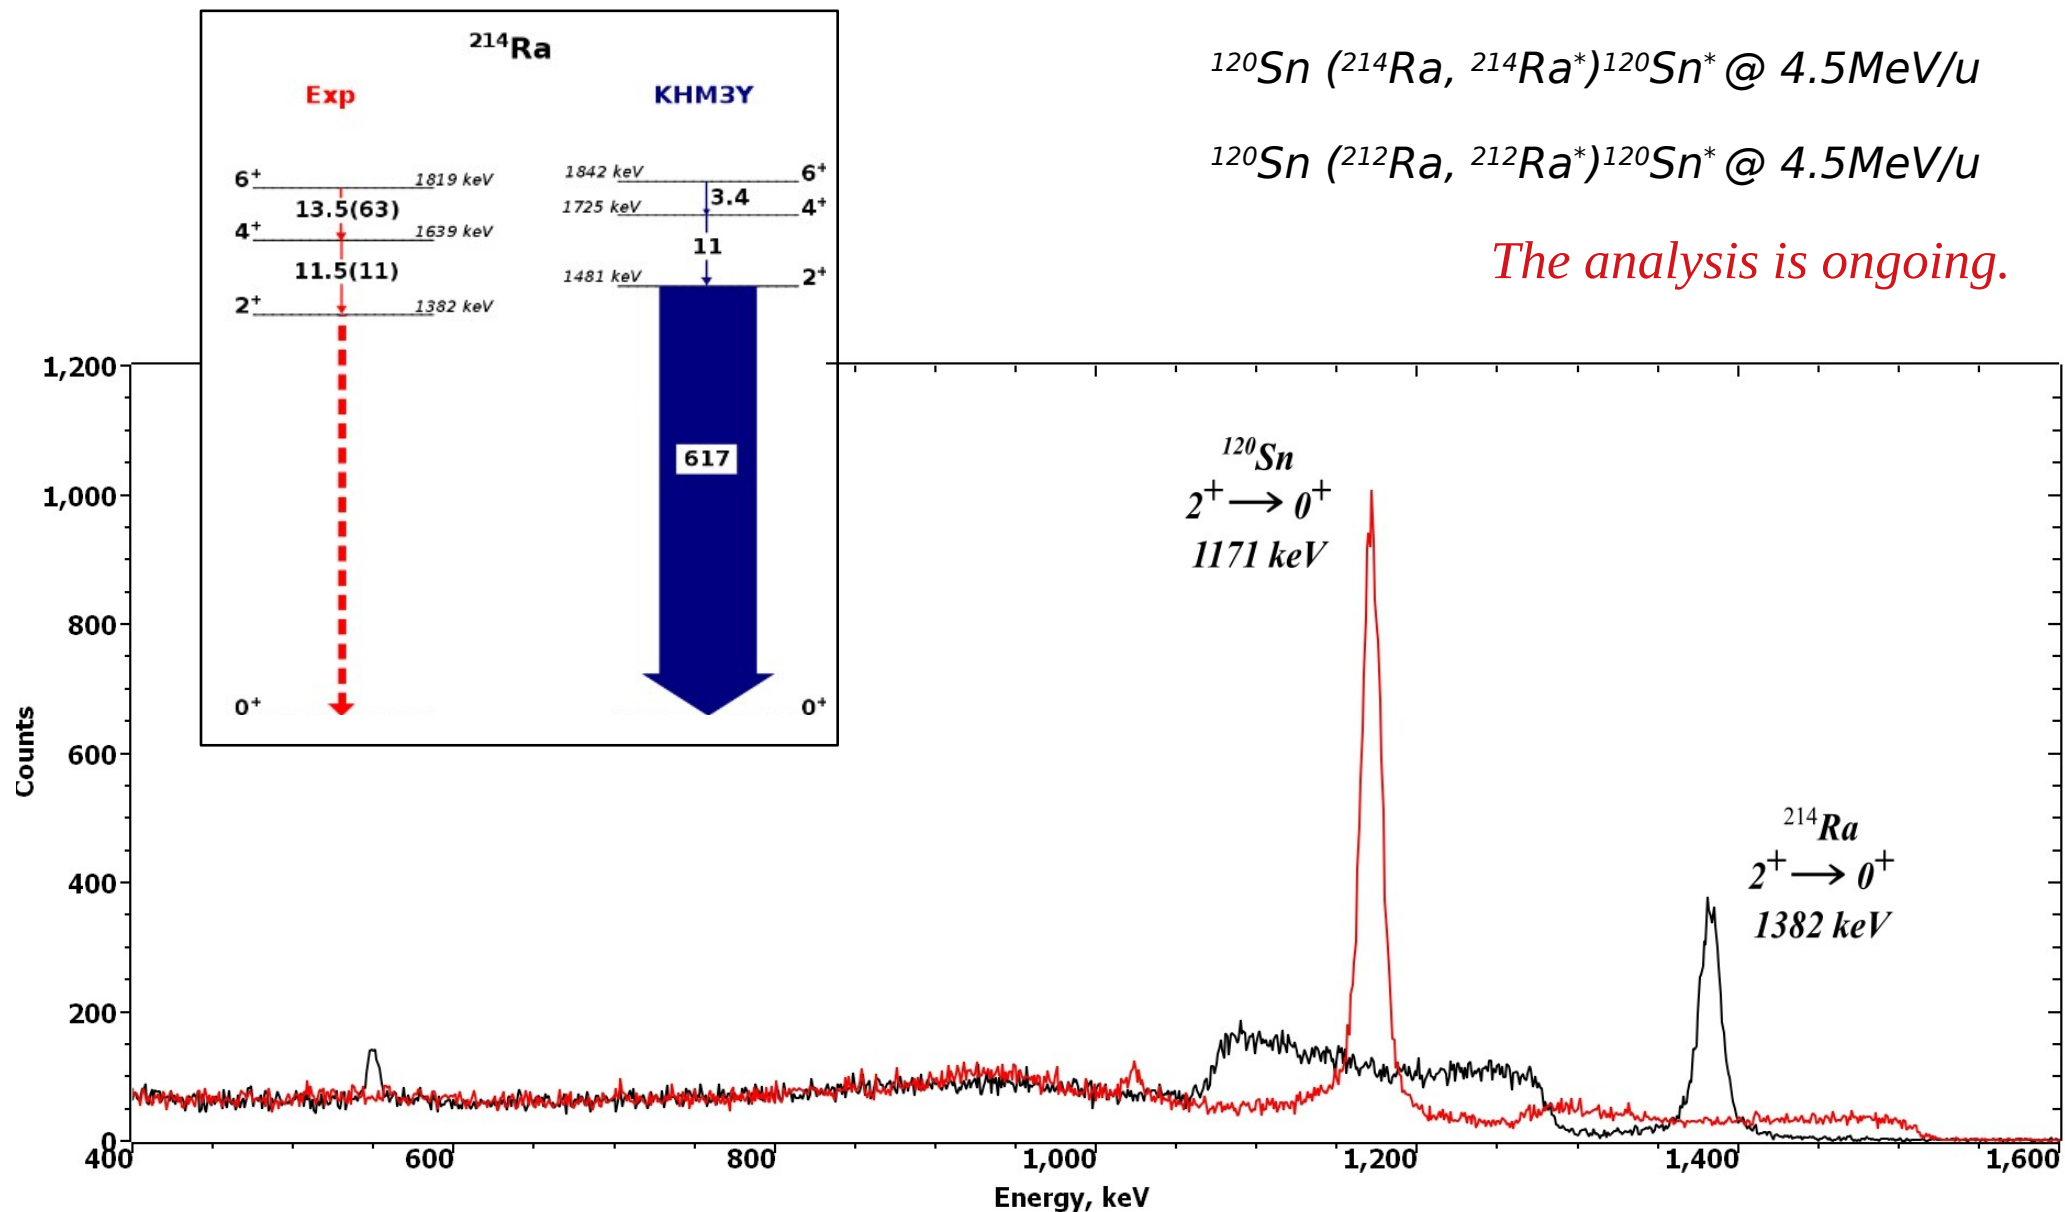 ²¹⁴Ra
Exp KHM3Y
6⁺ 1819 keV
13.5(63)
4⁺ 1639 keV
11.5(11)
2⁺ 1382 keV
0⁺
1842 keV 6⁺
3.4
1725 keV 4⁺
11
1481 keV 2⁺
617
0⁺
¹²⁰Sn (²¹⁴Ra, ²¹⁴Ra*)¹²⁰Sn* @ 4.5MeV/u
¹²⁰Sn (²¹²Ra, ²¹²Ra*)¹²⁰Sn* @ 4.5MeV/u
The analysis is ongoing.
¹²⁰Sn
2⁺ → 0⁺
1171 keV
²¹⁴Ra
2⁺ → 0⁺
1382 keV
Counts
1,200
1,000
800
600
400
200
0
400 600 800 1,000 1,200 1,400 1,600
Energy, keV